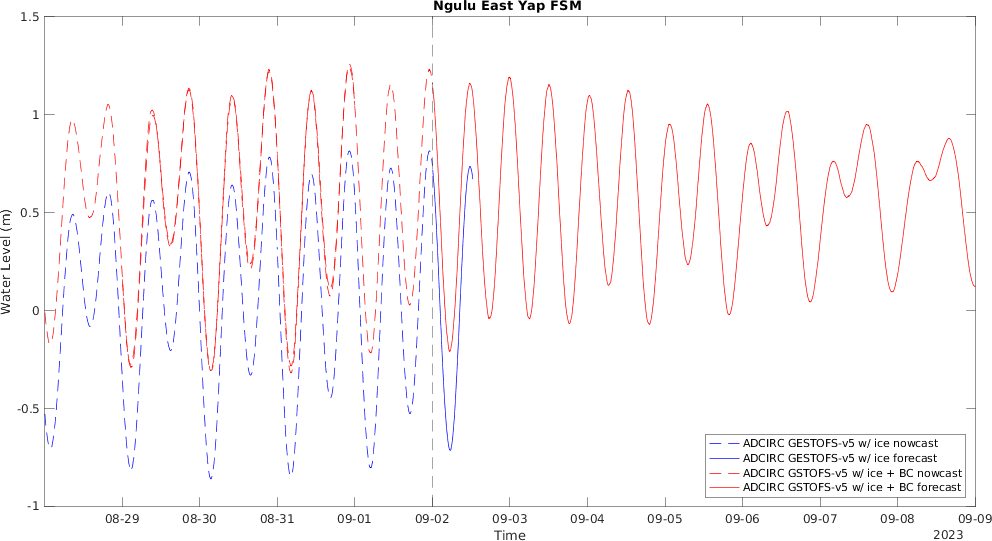 Ngulu East Yap FSM
1.5
1
0.5
0
-0.5
-1
Water Level (m)
08-29 08-30 08-31 09-01 09-02 09-03 09-04 09-05 09-06 09-07 09-08 09-09
Time
2023
ADCIRC GESTOFS-v5 w/ ice nowcast
ADCIRC GESTOFS-v5 w/ ice forecast
ADCIRC GSTOFS-v5 w/ ice + BC nowcast
ADCIRC GSTOFS-v5 w/ ice + BC forecast